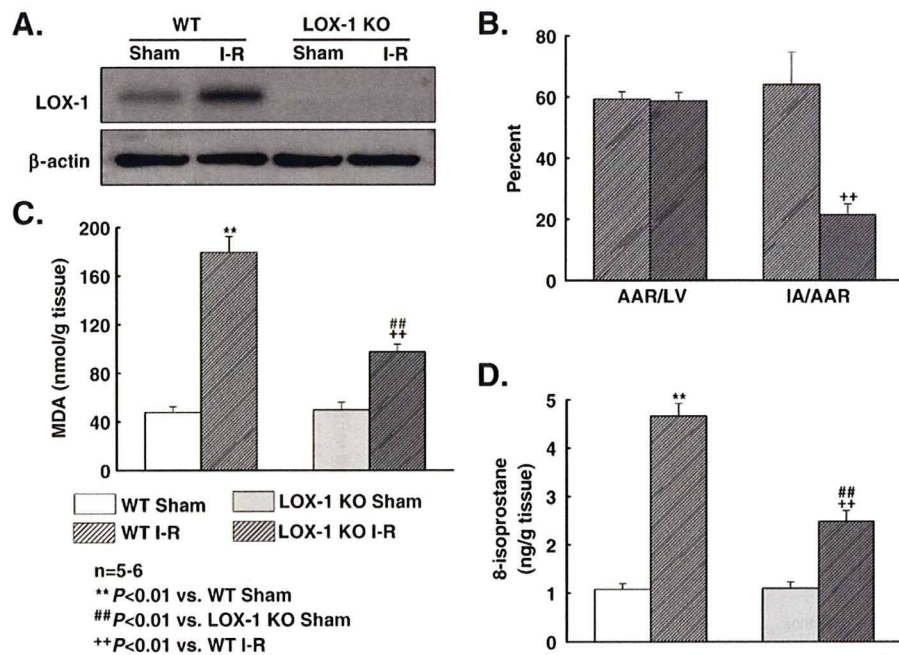 A.
WT LOX-1 KO
Sham I-R Sham I-R
LOX-1
β-actin
B.
80
60
40
20
0
Percent
AAR/LV IA/AAR
++
C.
200
160
120
80
40
0
MDA (nmol/g tissue)
**
##
++
WT Sham LOX-1 KO Sham
WT I-R LOX-1 KO I-R
n=5-6
**P<0.01 vs. WT Sham
##P<0.01 vs. LOX-1 KO Sham
++P<0.01 vs. WT I-R
D.
5
4
3
2
1
0
8-isoprostane
(ng/g tissue)
**
##
++